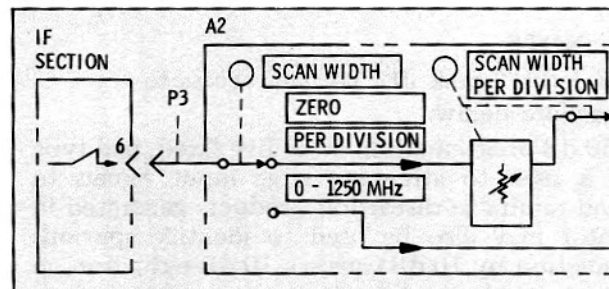 IF
SECTION
P3
6
A2
SCAN WIDTH
ZERO
PER DIVISION
0 - 1250 MHz
SCAN WIDTH
PER DIVISION